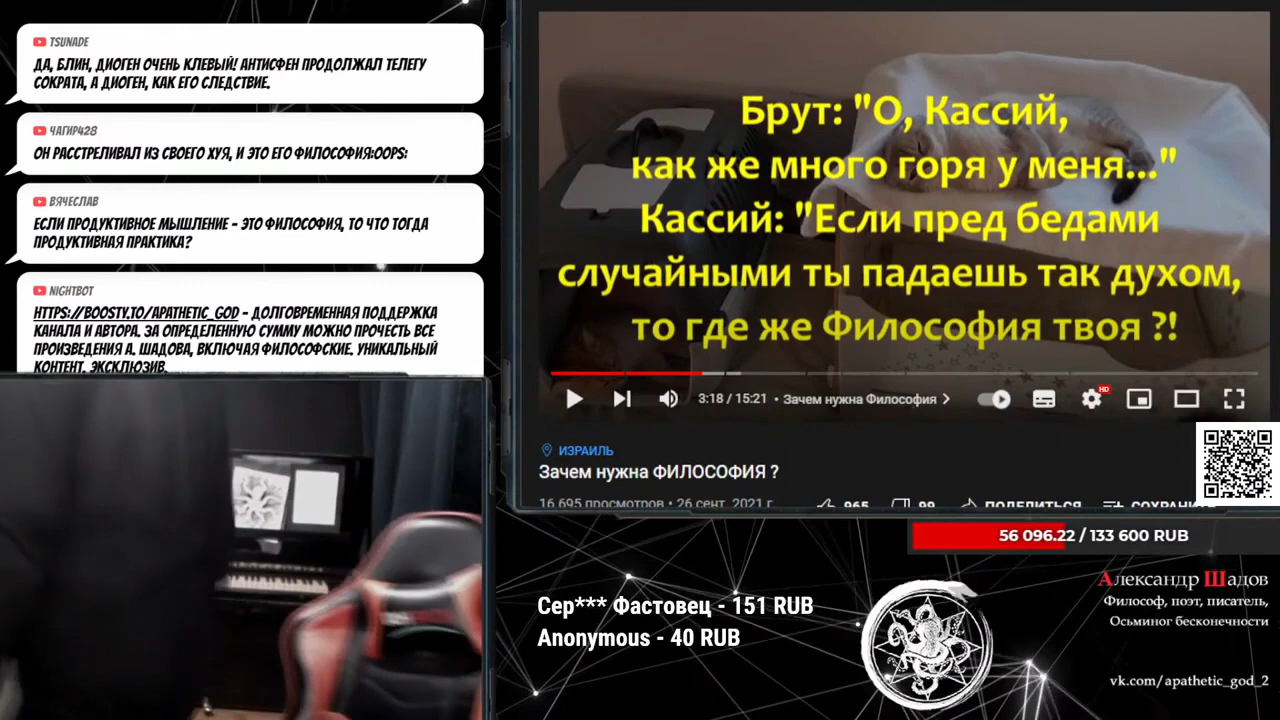 TSUNADE
ДА, БЛИН, ДИОГЕН ОЧЕНЬ КЛЕВЫЙ! АНТИСФЕН ПРОДОЛЖАЛ ТЕЛЕГУ
СОКРАТА, А ДИОГЕН, КАК ЕГО СЛЕДСТВИЕ.
ЧАГИР428
ОН РАССТРЕЛИВАЛ ИЗ СВОЕГО ХУЯ, И ЭТО ЕГО ФИЛОСОФИЯ:OOPS:
ВЯЧЕСЛАВ
ЕСЛИ ПРОДУКТИВНОЕ МЫШЛЕНИЕ - ЭТО ФИЛОСОФИЯ, ТО ЧТО ТОГДА
ПРОДУКТИВНАЯ ПРАКТИКА?
NIGHTBOT
HTTPS://BOOSTY.TO/APATHETIC_GOD - ДОЛГОВРЕМЕННАЯ ПОДДЕРЖКА
КАНАЛА И АВТОРА. ЗА ОПРЕДЕЛЕННУЮ СУММУ МОЖНО ПРОЧЕСТЬ ВСЕ
ПРОИЗВЕДЕНИЯ А. ШАДОВА, ВКЛЮЧАЯ ФИЛОСОФСКИЕ. УНИКАЛЬНЫЙ
КОНТЕНТ. ЭКСКЛЮЗИВ.
Брут: "О, Кассий,
как же много горя у меня..."
Кассий: "Если пред бедами
случайными ты падаешь так духом,
то где же Философия твоя ?!
3:18 / 15:21 • Зачем нужна Философия
HD
ИЗРАИЛЬ
Зачем нужна ФИЛОСОФИЯ ?
16 695 просмотров • 26 сент. 2021 г.
965
99
ПОДЕЛИТЬСЯ
СОХРАНИТЬ
56 096.22 / 133 600 RUB
Сер*** Фастовец - 151 RUB
Anonymous - 40 RUB
Александр Шадов
Философ, поэт, писатель,
Осьминог бесконечности
vk.com/apathetic_god_2